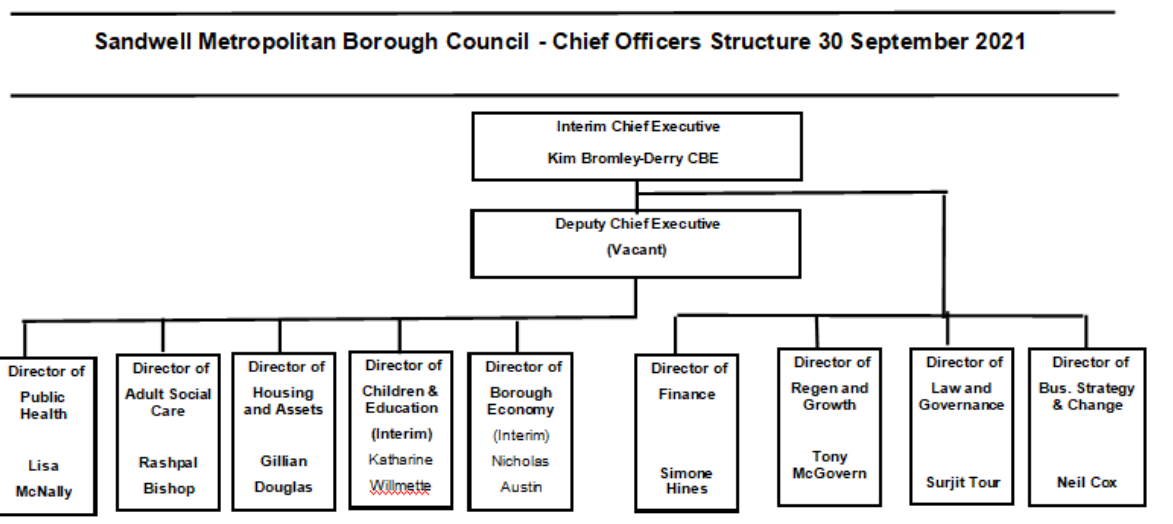 Sandwell Metropolitan Borough Council - Chief Officers Structure 30 September 2021
Interim Chief Executive
Kim Bromley-Derry CBE
Deputy Chief Executive
(Vacant)
Director of
Public
Health
Lisa
McNally
Director of
Adult Social
Care
Rashpal
Bishop
Director of
Housing
and Assets
Gillian
Douglas
Director of
Children &
Education
(Interim)
Katharine
Willmette
Director of
Borough
Economy
(Interim)
Nicholas
Austin
Director of
Finance
Simone
Hines
Director of
Regen and
Growth
Tony
McGovern
Director of
Law and
Governance
Surjit Tour
Director of
Bus. Strategy
& Change
Neil Cox